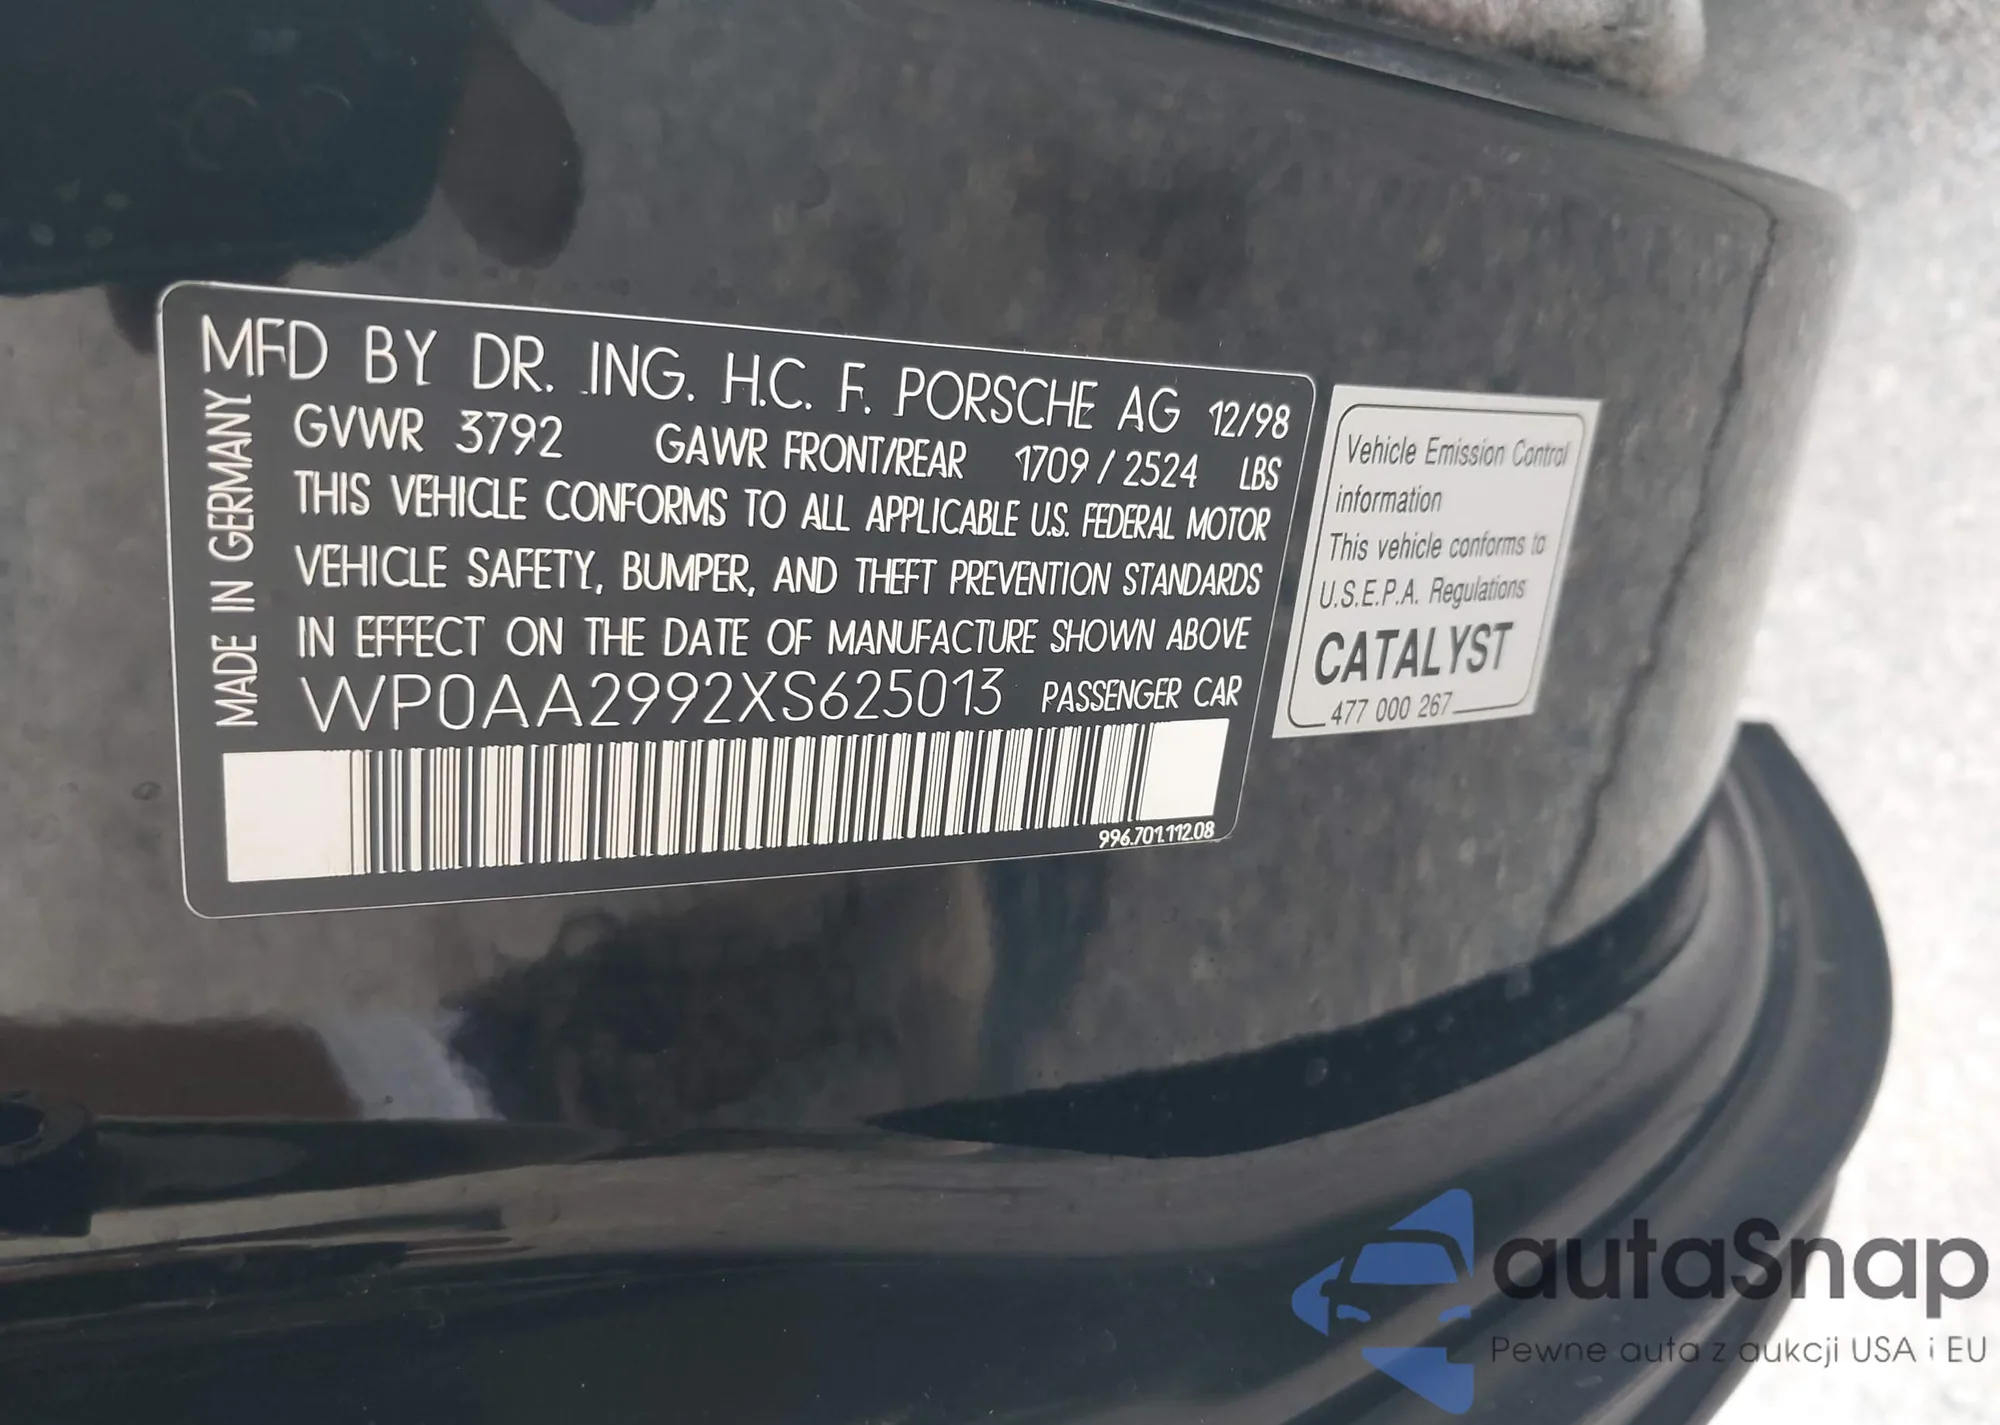 MFD BY DR. ING. H.C. F. PORSCHE AG 12/98
GVWR 3792 GAWR FRONT/REAR 1709 / 2524 LBS
THIS VEHICLE CONFORMS TO ALL APPLICABLE U.S. FEDERAL MOTOR
VEHICLE SAFETY, BUMPER, AND THEFT PREVENTION STANDARDS
IN EFFECT ON THE DATE OF MANUFACTURE SHOWN ABOVE
WP0AA2992XS625013 PASSENGER CAR
996.701.112.08
MADE IN GERMANY
Vehicle Emission Control
information
This vehicle conforms to
U.S.E.P.A. Regulations
CATALYST
477 000 267
autaSnap
Pewne auta z aukcji USA i EU